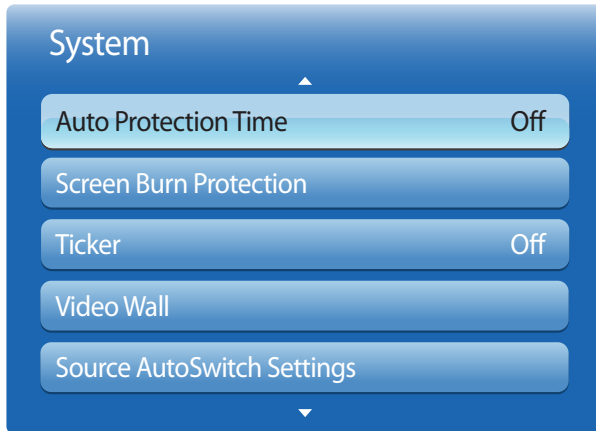 System
Auto Protection Time Off
Screen Burn Protection
Ticker Off
Video Wall
Source AutoSwitch Settings